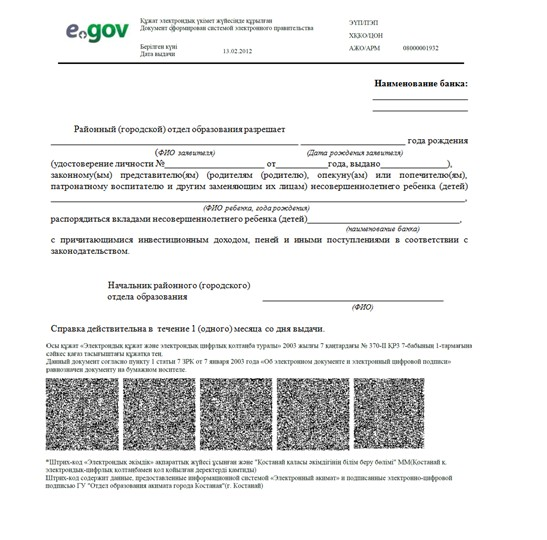 e.gov
Құжат электрондық үкімет жүйесінде құрылған
Документ сформирован системой электронного правительства
Берілген күні
Дата выдачи
13.02.2012
ЭҮП/ПЭП
ХҚКО/ЦОН
АЖО/АРМ 08000001932
Наименование банка:
Районный (городской) отдел образования разрешает
года рождения
(ФИО заявителя) (Дата рождения заявителя)
(удостоверение личности №_____ от_____года, выдано_____),
законному(ым) представителю(ям) (родителям (родителю), опекуну(ам) или попечителю(ям),
патронатному воспитателю и другим заменяющим их лицам) несовершеннолетнего ребенка (детей)
(ФИО ребенка, года рождения)
распорядиться вкладами несовершеннолетнего ребенка (детей)_____,
(наименование банка)
с причитающимися инвестиционным доходом, пеней и иными поступлениями в соответствии с
законодательством.
Начальник районного (городского)
отдела образования
(ФИО)
Справка действительна в течение 1 (одного) месяца со дня выдачи.
Осы құжат «Электрондық құжат және электрондық цифрлық қолтаңба туралы» 2003 жылғы 7 қаңтардағы № 370-II ҚРЗ 7-бабының 1-тармағына
сәйкес қағаз тасығыштағы құжатқа тең.
Данный документ согласно пункту 1 статьи 7 ЗРК от 7 января 2003 года «Об электронном документе и электронной цифровой подписи»
равнозначен документу на бумажном носителе.
*Штрих-код «Электрондық әкімдік» ақпараттық жүйесі ұсынған және "Қостанай қаласы әкімдігінің білім беру бөлімі" ММ(Қостанай қ.
электрондық-цифрлық қолтаңбамен қол қойылған деректерді қамтиды)
Штрих-код содержит данные, предоставленные информационной системой «Электронный акимат» и подписанные электронно-цифровой
подписью ГУ "Отдел образования акимата города Костаная"(г. Костанай)